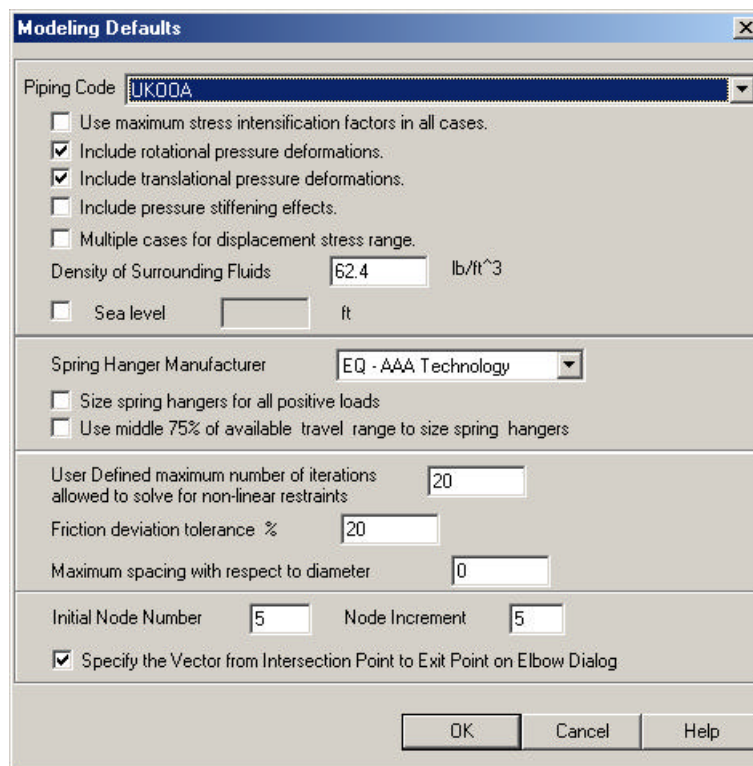 Modeling Defaults
Piping Code UKOOA
Use maximum stress intensification factors in all cases.
Include rotational pressure deformations.
Include translational pressure deformations.
Include pressure stiffening effects.
Multiple cases for displacement stress range.
Density of Surrounding Fluids 62.4 lb/ft^3
Sea level ft
Spring Hanger Manufacturer EQ - AAA Technology
Size spring hangers for all positive loads
Use middle 75% of available travel range to size spring hangers
User Defined maximum number of iterations
allowed to solve for non-linear restraints 20
Friction deviation tolerance % 20
Maximum spacing with respect to diameter 0
Initial Node Number 5 Node Increment 5
Specify the Vector from Intersection Point to Exit Point on Elbow Dialog
OK Cancel Help